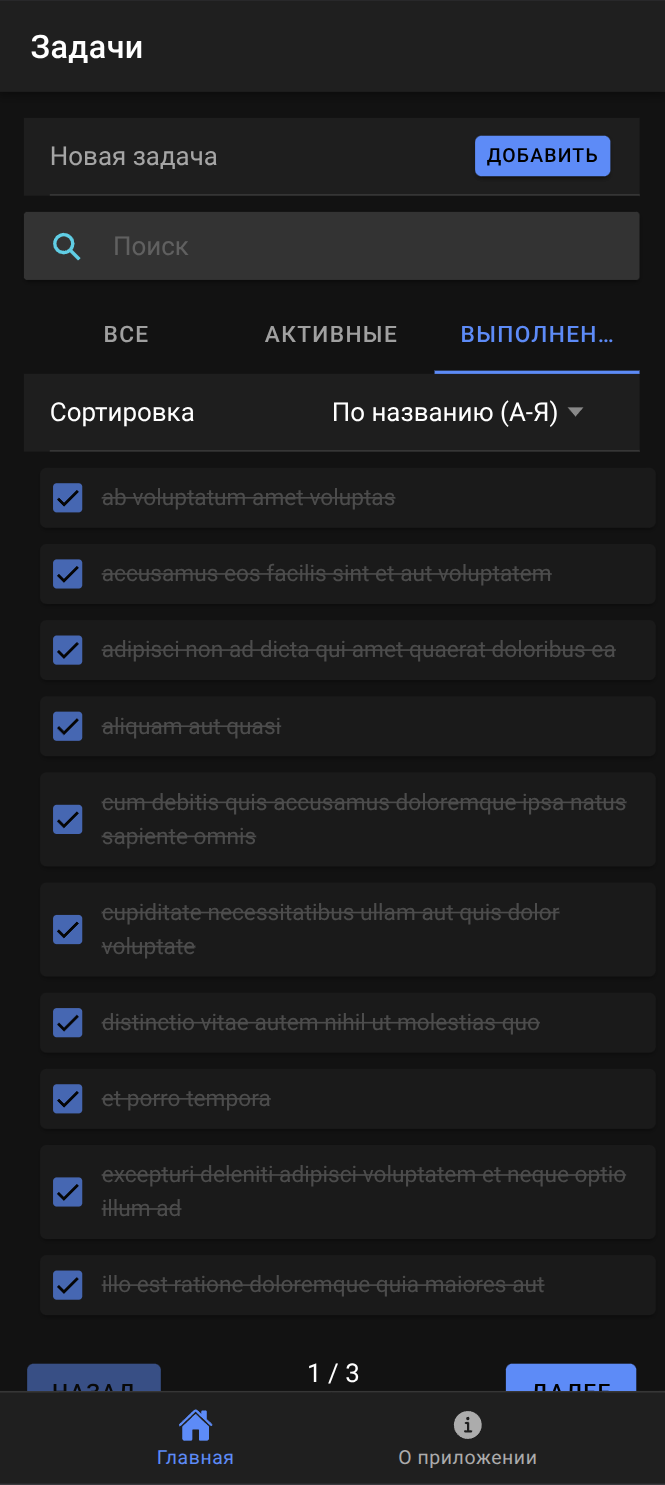 Задачи
Новая задача
ДОБАВИТЬ
Поиск
ВСЕ
АКТИВНЫЕ
ВЫПОЛНЕН...
Сортировка
По названию (А-Я)
ab voluptatum amet voluptas
accusamus eos facilis sint et aut voluptatem
adipisci non ad dicta qui amet quaerat doloribus ea
aliquam aut quasi
cum debitis quis accusamus doloremque ipsa natus
sapiente omnis
cupiditate necessitatibus ullam aut quis dolor
voluptate
distinctio vitae autem nihil ut molestias quo
et porro tempora
excepturi deleniti adipisci voluptatem et neque optio
illum ad
illo est ratione doloremque quia maiores aut
НАЗАД
1 / 3
ДАЛЕЕ
Главная
О приложении